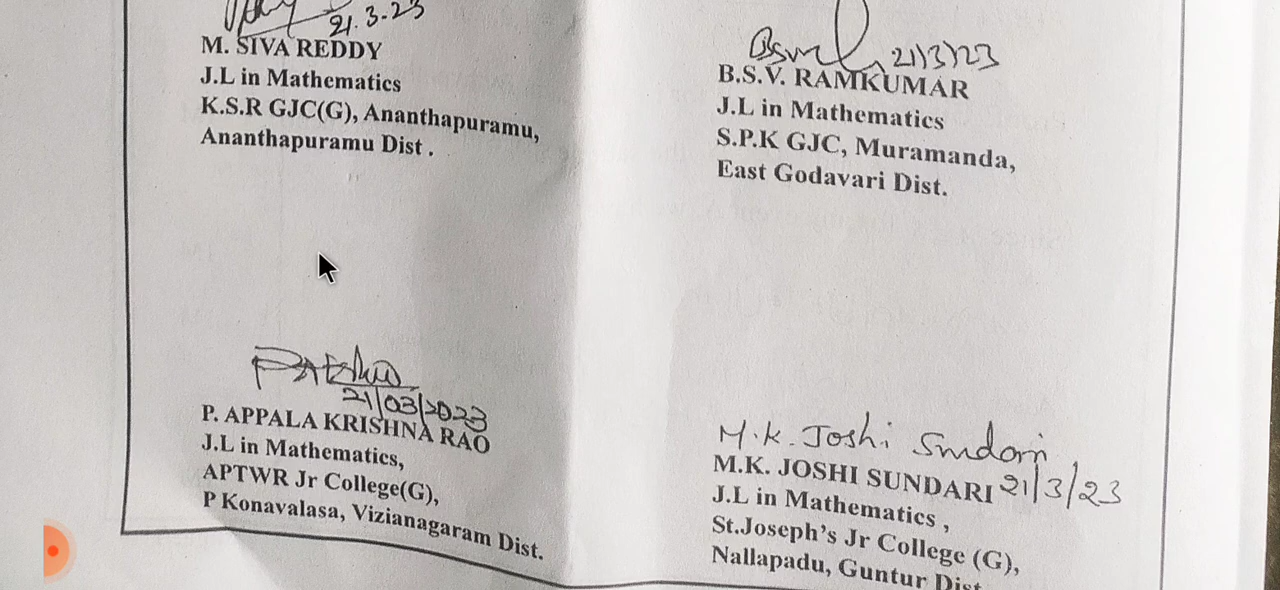 21.3-23
M. SIVA REDDY
J.L in Mathematics
K.S.R GJC(G), Ananthapuramu,
Ananthapuramu Dist .
21/3/23
B.S.V. RAMKUMAR
J.L in Mathematics
S.P.K GJC, Muramanda,
East Godavari Dist.
21/03/2023
P. APPALA KRISHNA RAO
J.L in Mathematics,
APTWR Jr College(G),
P Konavalasa, Vizianagaram Dist.
M.K. Joshi Sundari
21/3/23
M.K. JOSHI SUNDARI
J.L in Mathematics ,
St.Joseph's Jr College (G),
Nallapadu, Guntur Dist